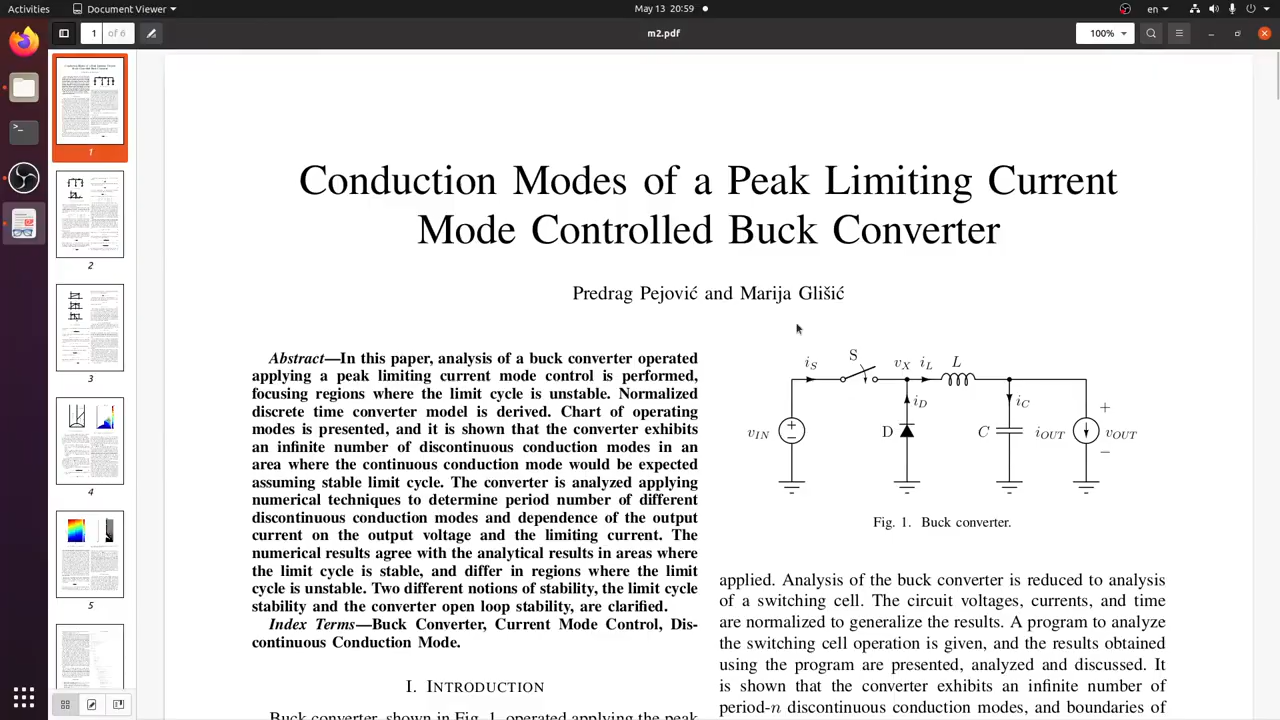 Activities
Document Viewer
May 13 20:59
en
1 of 6
m2.pdf
100%
1
2
3
4
5
Conduction Modes of a Peak Limiting Current
Mode Controlled Buck Converter
Predrag Pejović and Marija Glišić
Abstract—In this paper, analysis of a buck converter operated
applying a peak limiting current mode control is performed,
focusing regions where the limit cycle is unstable. Normalized
discrete time converter model is derived. Chart of operating
modes is presented, and it is shown that the converter exhibits
an infinite number of discontinuous conduction modes in an
area where the continuous conduction mode would be expected
assuming stable limit cycle. The converter is analyzed applying
numerical techniques to determine period number of different
discontinuous conduction modes and dependence of the output
current on the output voltage and the limiting current. The
numerical results agree with the analytical results in areas where
the limit cycle is stable, and differ in regions where the limit
cycle is unstable. Two different notions of stability, the limit cycle
stability and the converter open loop stability, are clarified.
Index Terms—Buck Converter, Current Mode Control, Dis-
continuous Conduction Mode.
I. INTRODUCTION
Buck converter, shown in Fig. 1, operated applying the peak
iS S vX iL L
iD iC
vIN + − D C iOUT + vOUT −
Fig. 1. Buck converter.
applied. Analysis of the buck converter is reduced to analysis
of a switching cell. The circuit voltages, currents, and time
are normalized to generalize the results. A program to analyze
the switching cell operation is given, and the results obtained
using the program are presented, analyzed and discussed. It
is shown that the converter exhibits an infinite number of
period-n discontinuous conduction modes, and boundaries of